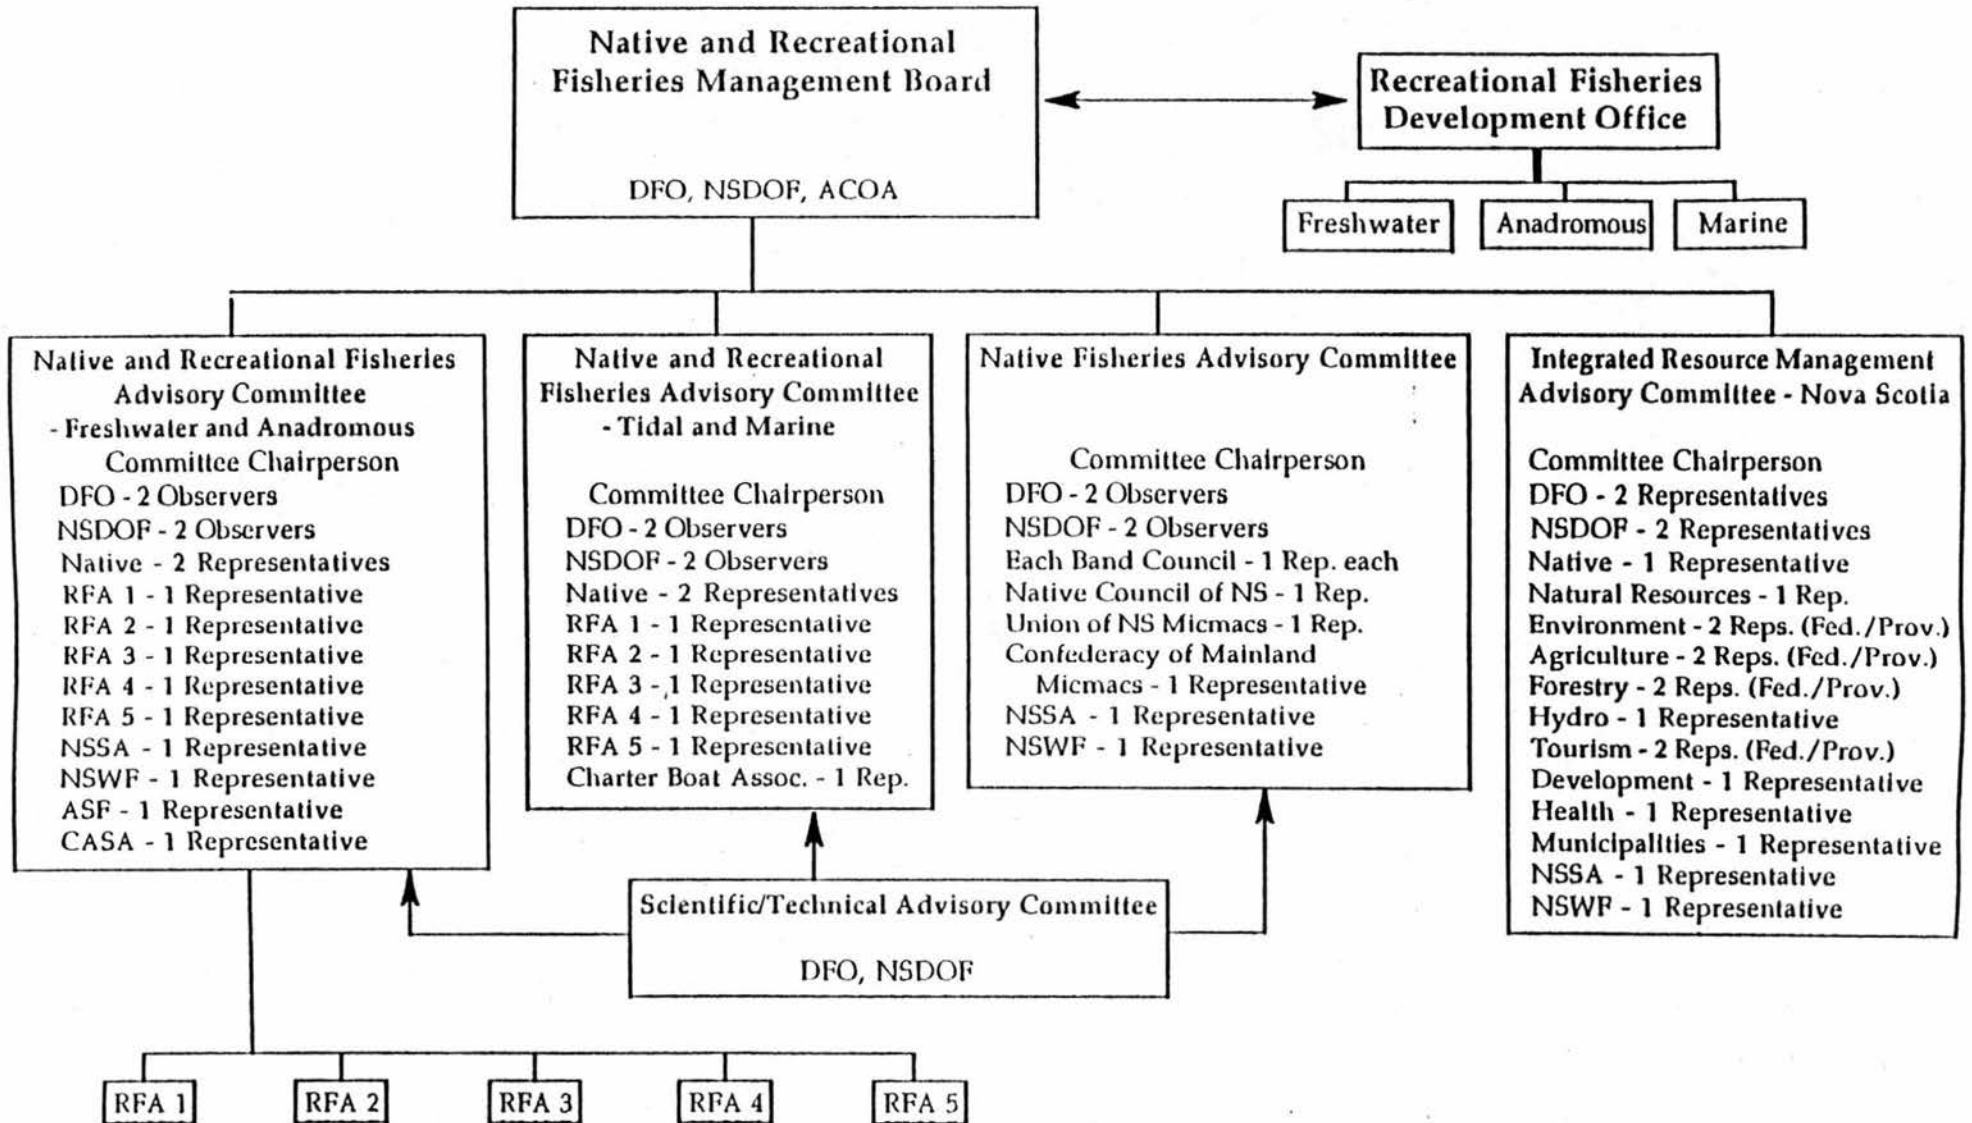 Native and Recreational
Fisheries Management Board
DFO, NSDOF, ACOA
Recreational Fisheries
Development Office
Freshwater
Anadromous
Marine
Native and Recreational Fisheries
Advisory Committee
- Freshwater and Anadromous
Committee Chairperson
DFO - 2 Observers
NSDOF - 2 Observers
Native - 2 Representatives
RFA 1 - 1 Representative
RFA 2 - 1 Representative
RFA 3 - 1 Representative
RFA 4 - 1 Representative
RFA 5 - 1 Representative
NSSA - 1 Representative
NSWF - 1 Representative
ASF - 1 Representative
CASA - 1 Representative
Native and Recreational
Fisheries Advisory Committee
- Tidal and Marine
Committee Chairperson
DFO - 2 Observers
NSDOF - 2 Observers
Native - 2 Representatives
RFA 1 - 1 Representative
RFA 2 - 1 Representative
RFA 3 - 1 Representative
RFA 4 - 1 Representative
RFA 5 - 1 Representative
Charter Boat Assoc. - 1 Rep.
Native Fisheries Advisory Committee
Committee Chairperson
DFO - 2 Observers
NSDOF - 2 Observers
Each Band Council - 1 Rep. each
Native Council of NS - 1 Rep.
Union of NS Micmacs - 1 Rep.
Confederacy of Mainland
Micmacs - 1 Representative
NSSA - 1 Representative
NSWF - 1 Representative
Integrated Resource Management
Advisory Committee - Nova Scotia
Committee Chairperson
DFO - 2 Representatives
NSDOF - 2 Representatives
Native - 1 Representative
Natural Resources - 1 Rep.
Environment - 2 Reps. (Fed./Prov.)
Agriculture - 2 Reps. (Fed./Prov.)
Forestry - 2 Reps. (Fed./Prov.)
Hydro - 1 Representative
Tourism - 2 Reps. (Fed./Prov.)
Development - 1 Representative
Health - 1 Representative
Municipalities - 1 Representative
NSSA - 1 Representative
NSWF - 1 Representative
Scientific/Technical Advisory Committee
DFO, NSDOF
RFA 1
RFA 2
RFA 3
RFA 4
RFA 5